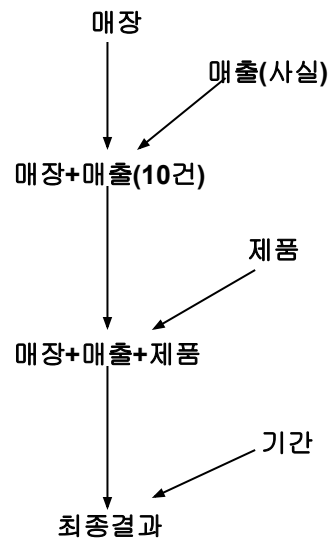 매장
매출(사실)
매장+매출(10건)
제품
매장+매출+제품
기간
최종결과